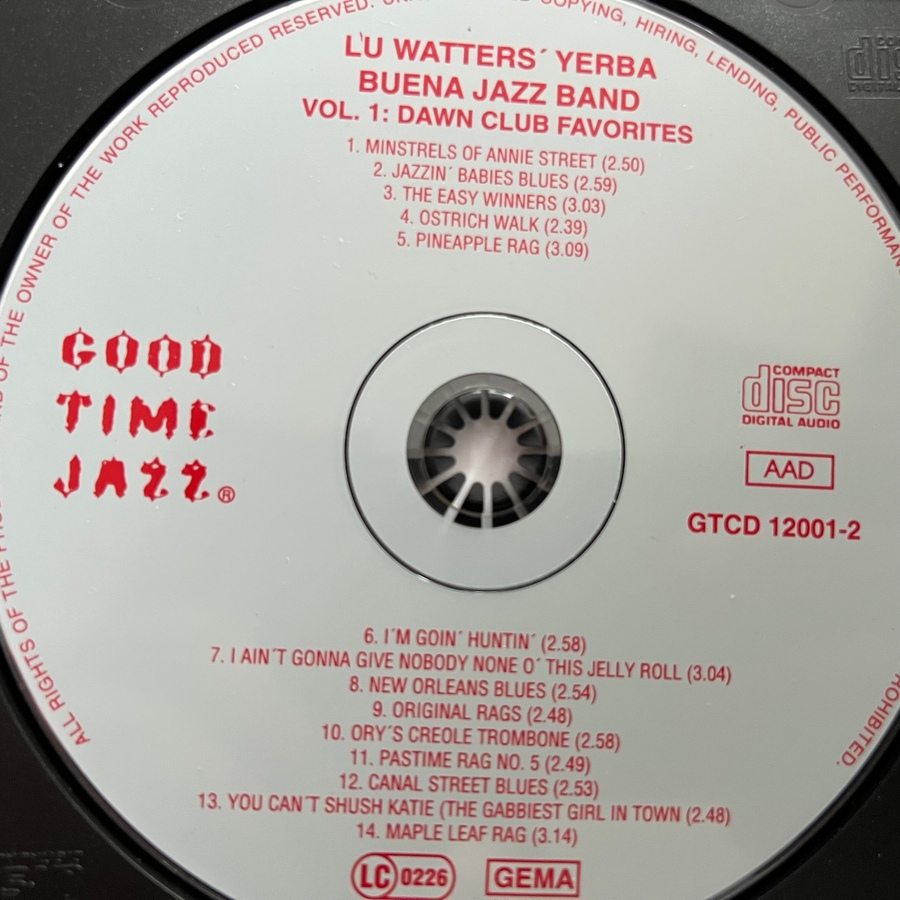 LU WATTERS´ YERBA
BUENA JAZZ BAND
VOL. 1: DAWN CLUB FAVORITES
1. MINSTRELS OF ANNIE STREET (2.50)
2. JAZZIN´ BABIES BLUES (2.59)
3. THE EASY WINNERS (3.03)
4. OSTRICH WALK (2.39)
5. PINEAPPLE RAG (3.09)
GOOD
TIME
JAZZ®
COMPACT
disc
DIGITAL AUDIO
AAD
GTCD 12001-2
6. I´M GOIN´ HUNTIN´ (2.58)
7. I AIN´T GONNA GIVE NOBODY NONE O´ THIS JELLY ROLL (3.04)
8. NEW ORLEANS BLUES (2.54)
9. ORIGINAL RAGS (2.48)
10. ORY´S CREOLE TROMBONE (2.58)
11. PASTIME RAG NO. 5 (2.49)
12. CANAL STREET BLUES (2.53)
13. YOU CAN´T SHUSH KATIE (THE GABBIEST GIRL IN TOWN (2.48)
14. MAPLE LEAF RAG (3.14)
LC 0226
GEMA
ALL RIGHTS OF THE OF THE OWNER OF THE WORK REPRODUCED RESERVED. COPYING, HIRING, LENDING, PUBLIC